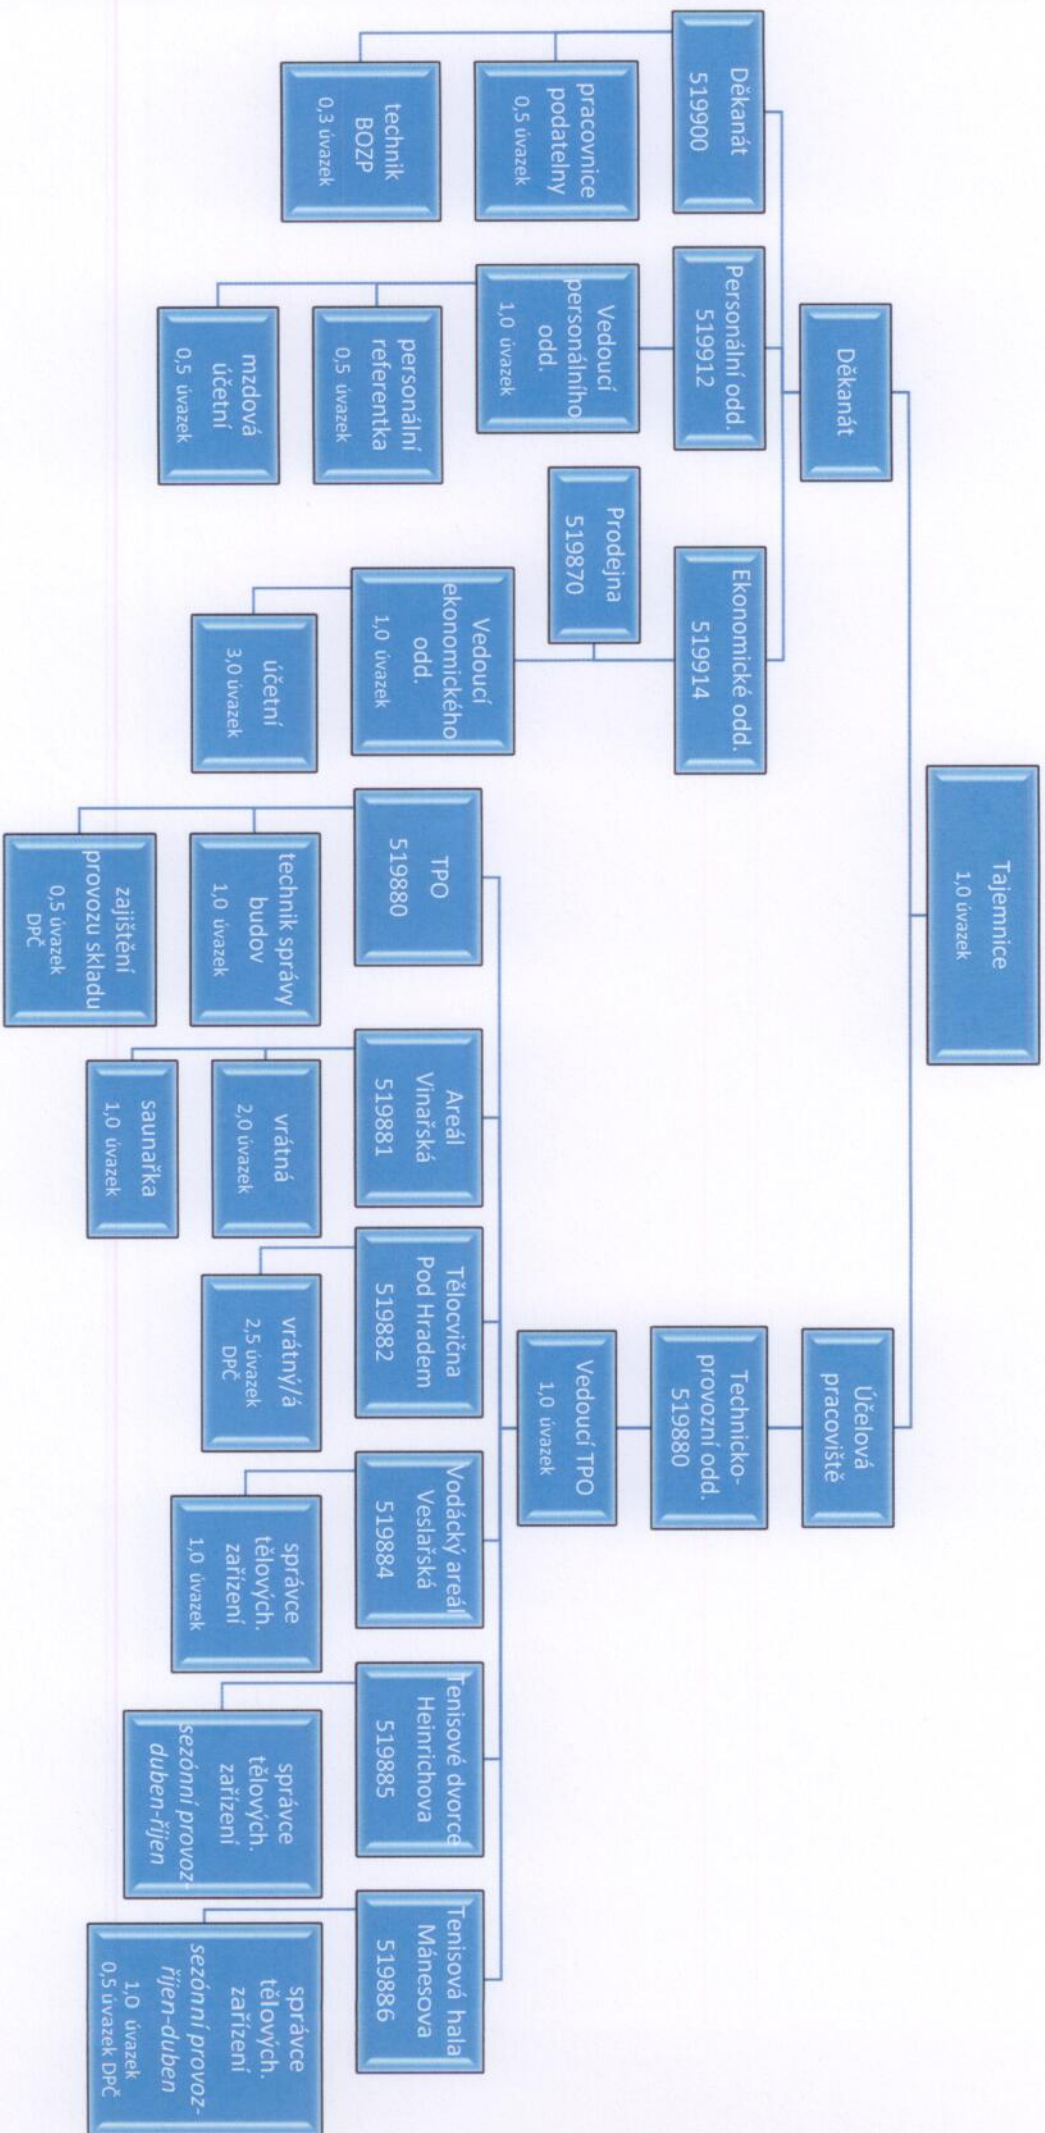 Tajemnice
1,0 úvazek
Děkanát
Účelová
pracoviště
Děkanát
519900
Personální odd.
519912
Ekonomické odd.
519914
Technicko-
provozní odd.
519880
pracovnice
podatelny
0,5 úvazek
technik
BOZP
0,3 úvazek
Vedoucí
personálního
odd.
1,0 úvazek
personální
referentka
0,5 úvazek
mzdová
účetní
0,5 úvazek
Prodejna
519870
Vedoucí
ekonomického
odd.
1,0 úvazek
účetní
3,0 úvazek
Vedoucí TPO
1,0 úvazek
TPO
519880
technik správy
budov
1,0 úvazek
zajištění
provozu skladu
0,5 úvazek
DPČ
Areál
Vinařská
519881
vrátná
2,0 úvazek
saunařka
1,0 úvazek
Tělocvična
Pod Hradem
519882
vrátný/á
2,5 úvazek
DPČ
Vodácký areál
Veslařská
519884
správce
tělových.
zařízení
1,0 úvazek
Tenisové dvorce
Heinrichova
519885
správce
tělových.
zařízení
sezónní provoz-
duben-říjen
Tenisová hala
Mánesova
519886
správce
tělových.
zařízení
sezónní provoz-
říjen-duben
1,0 úvazek
0,5 úvazek DPČ